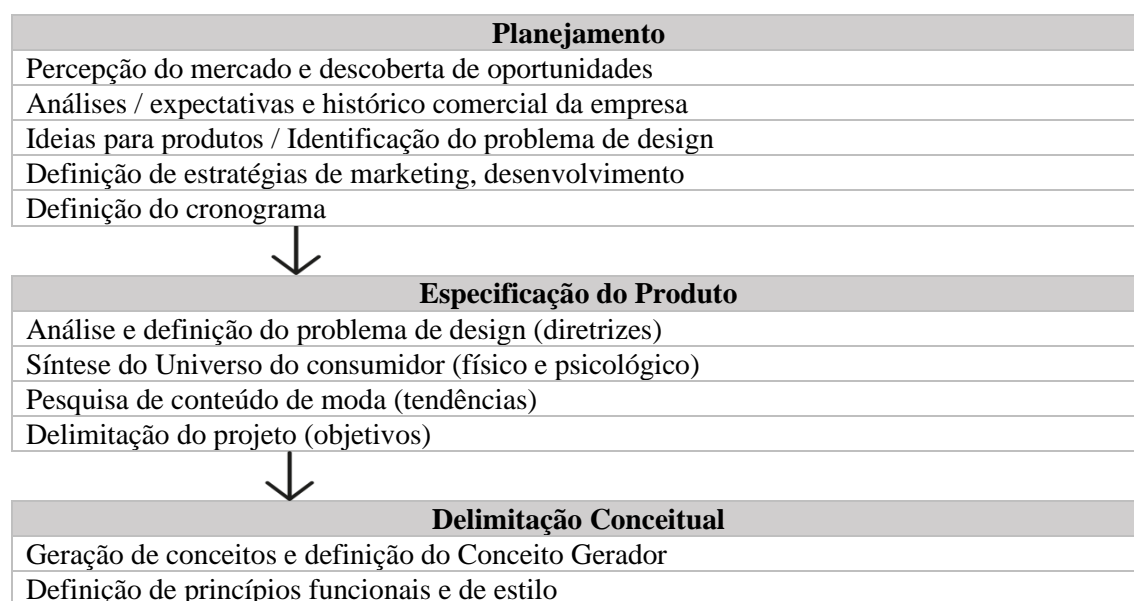 Planejamento
Percepção do mercado e descoberta de oportunidades
Análises / expectativas e histórico comercial da empresa
Ideias para produtos / Identificação do problema de design
Definição de estratégias de marketing, desenvolvimento
Definição do cronograma
Especificação do Produto
Análise e definição do problema de design (diretrizes)
Síntese do Universo do consumidor (físico e psicológico)
Pesquisa de conteúdo de moda (tendências)
Delimitação do projeto (objetivos)
Delimitação Conceitual
Geração de conceitos e definição do Conceito Gerador
Definição de princípios funcionais e de estilo